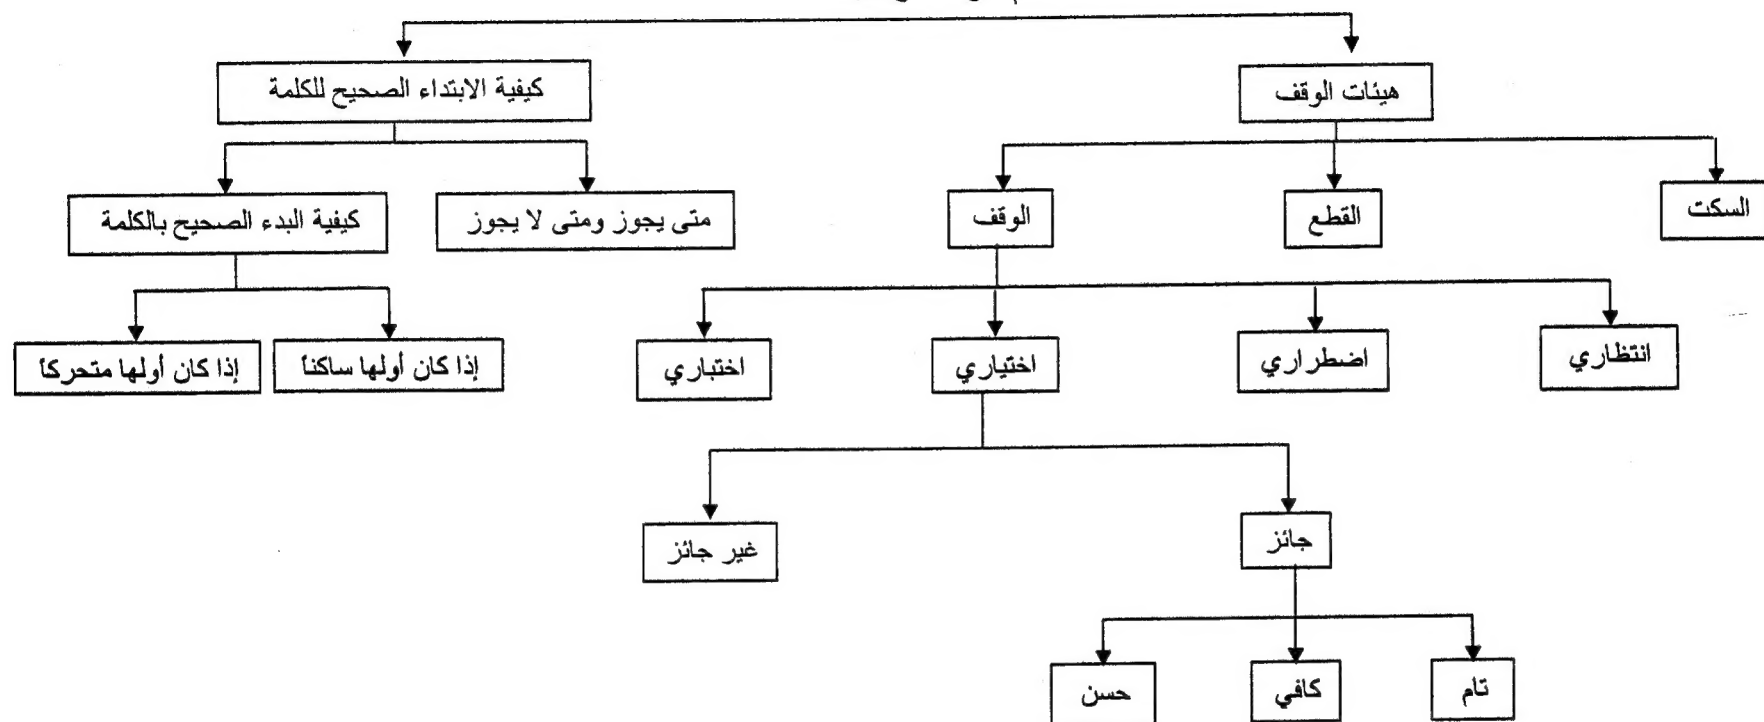 هيئات الوقف
كيفية الابتداء الصحيح للكلمة
السكت
القطع
الوقف
متى يجوز ومتى لا يجوز
كيفية البدء الصحيح بالكلمة
انتظاري
اضطراري
اختياري
اختباري
إذا كان أولها ساكناً
إذا كان أولها متحركاً
جائز
غير جائز
تام
كافي
حسن